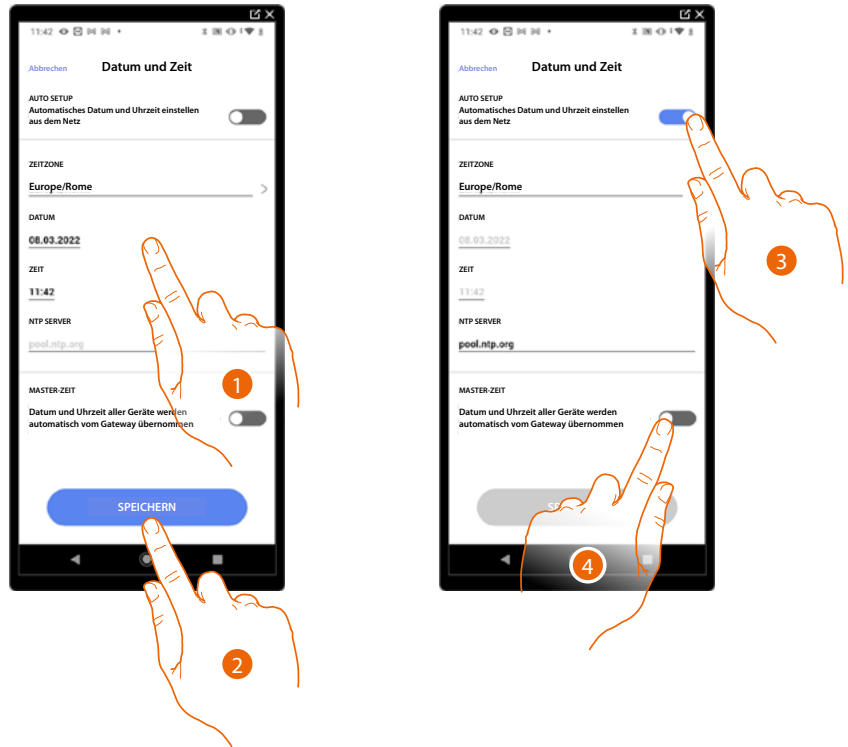 11:42
Abbrechen Datum und Zeit
AUTO SETUP
Automatisches Datum und Uhrzeit einstellen
aus dem Netz
ZEITZONE
Europe/Rome
DATUM
08.03.2022
ZEIT
11:42
NTP SERVER
pool.ntp.org
MASTER-ZEIT
Datum und Uhrzeit aller Geräte werden
automatisch vom Gateway übernommen
SPEICHERN
1
2
11:42
Abbrechen Datum und Zeit
AUTO SETUP
Automatisches Datum und Uhrzeit einstellen
aus dem Netz
ZEITZONE
Europe/Rome
DATUM
08.03.2022
ZEIT
11:42
NTP SERVER
pool.ntp.org
MASTER-ZEIT
Datum und Uhrzeit aller Geräte werden
automatisch vom Gateway übernommen
3
4